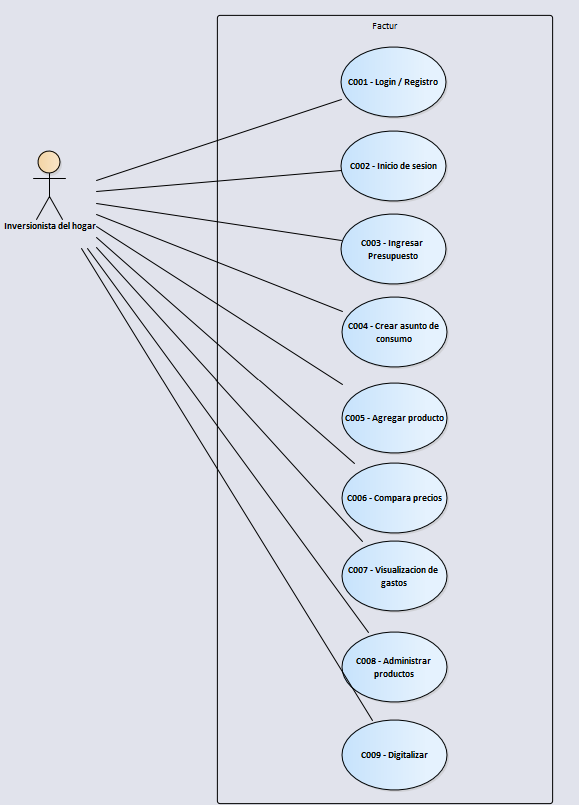 Factur
C001 - Login / Registro
C002 - Inicio de sesion
Inversionista del hogar
C003 - Ingresar
Presupuesto
C004 - Crear asunto de
consumo
C005 - Agregar producto
C006 - Compara precios
C007 - Visualizacion de
gastos
C008 - Administrar
productos
C009 - Digitalizar